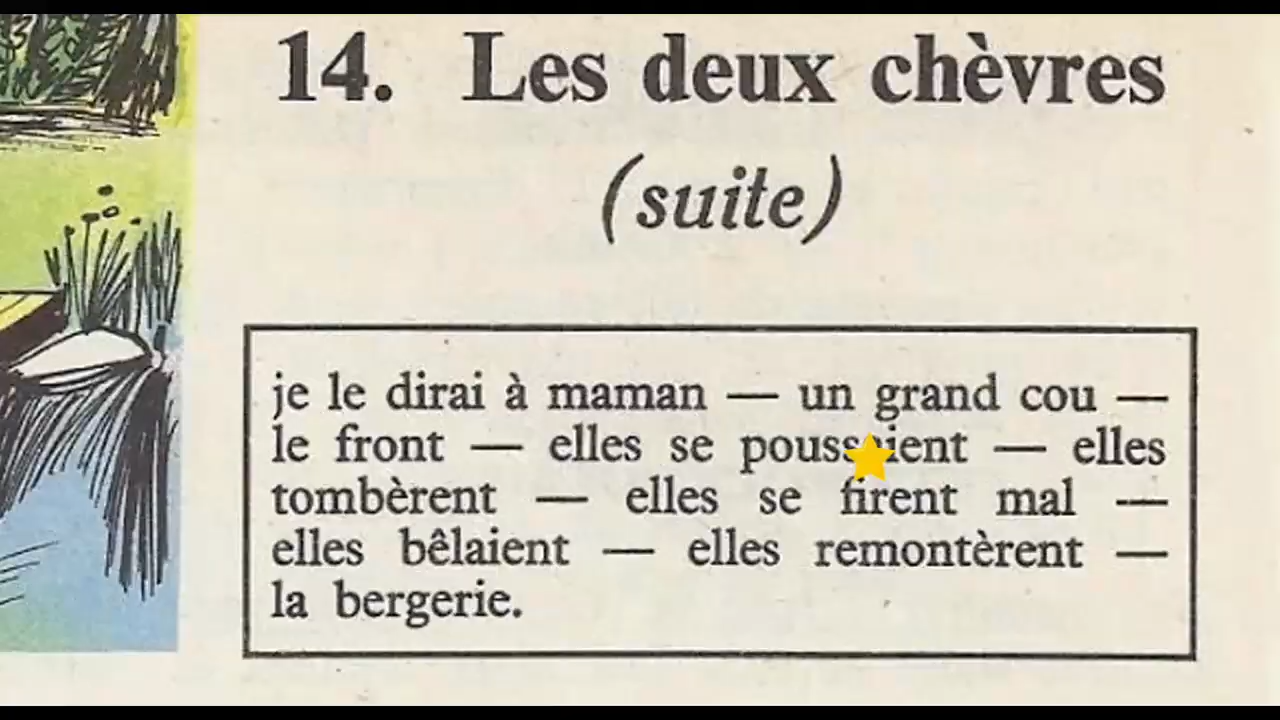 14. Les deux chèvres
(suite)
je le dirai à maman — un grand cou —
le front — elles se poussaient — elles
tombèrent — elles se firent mal —
elles bêlaient — elles remontèrent —
la bergerie.